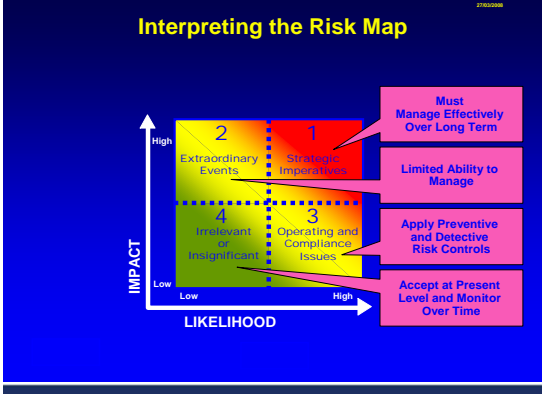 27/03/2008
Interpreting the Risk Map
Must
Manage Effectively
Over Long Term
High
2
Extraordinary
Events
1
Strategic
Imperatives
Limited Ability to
Manage
4
Irrelevant
or
Insignificant
3
Operating and
Compliance
Issues
Apply Preventive
and Detective
Risk Controls
IMPACT
Low
Low
High
Accept at Present
Level and Monitor
Over Time
LIKELIHOOD